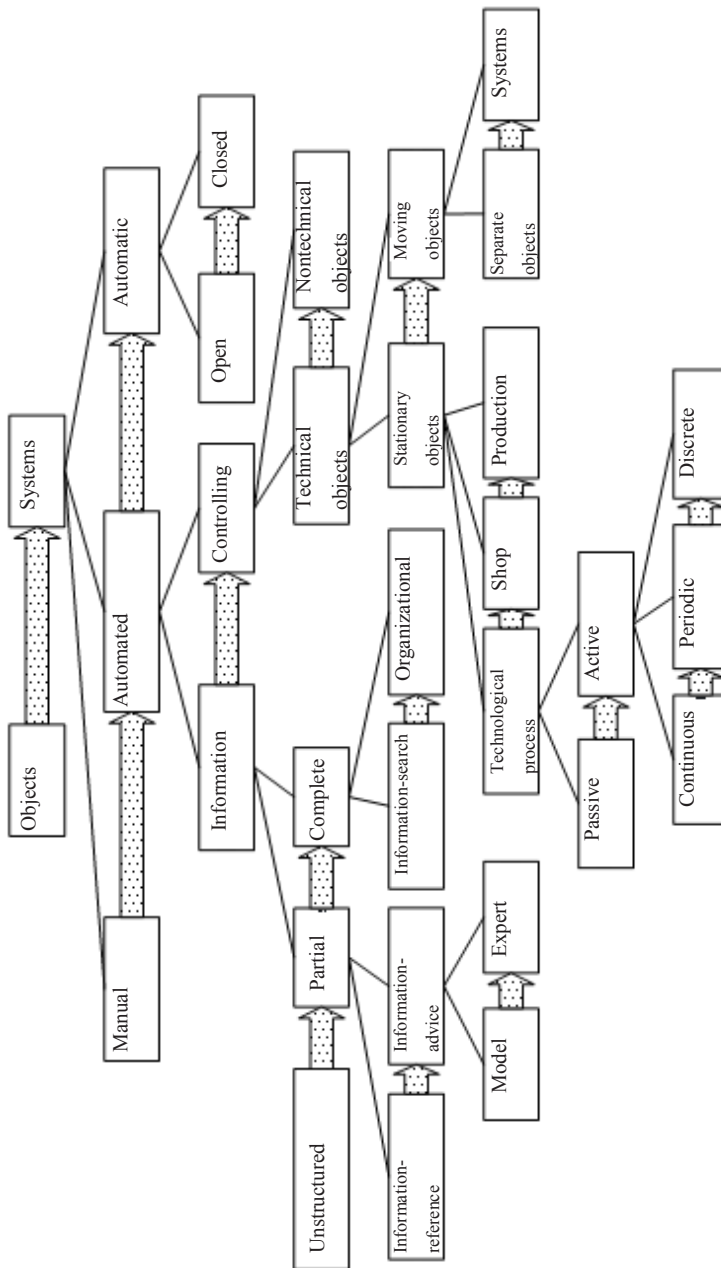 Objects
Systems
Manual
Automated
Automatic
Information
Controlling
Open
Closed
Unstructured
Partial
Complete
Technical
objects
Nontechnical objects
Information-
reference
Information-
advice
Information-search
Organizational
Stationary objects
Moving
objects
Model
Expert
Technological
process
Shop
Production
Separate
objects
Systems
Passive
Active
Continuous
Periodic
Discrete